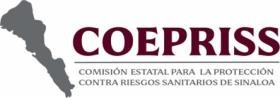 COEPRISS
COMISIÓN ESTATAL PARA LA PROTECCIÓN
CONTRA RIESGOS SANITARIOS DE SINALOA